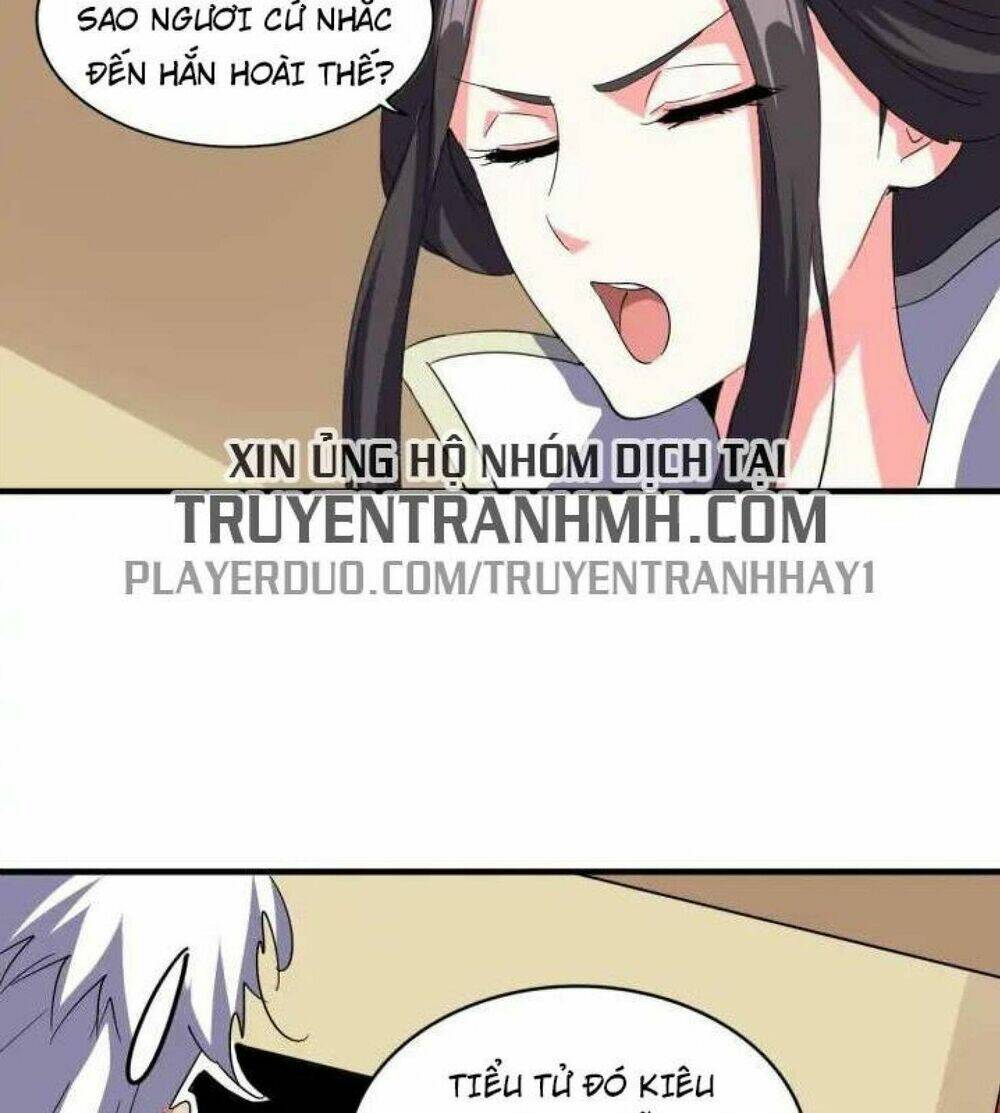 SAO NGƯƠI CỨ NHẮC
ĐẾN HẮN HOÀI THẾ?
XIN ỦNG HỘ NHÓM DỊCH TẠI
TRUYENTRANHMH.COM
PLAYERDUO.COM/TRUYENTRANHHAY1
TIỂU TỬ ĐÓ KIÊU